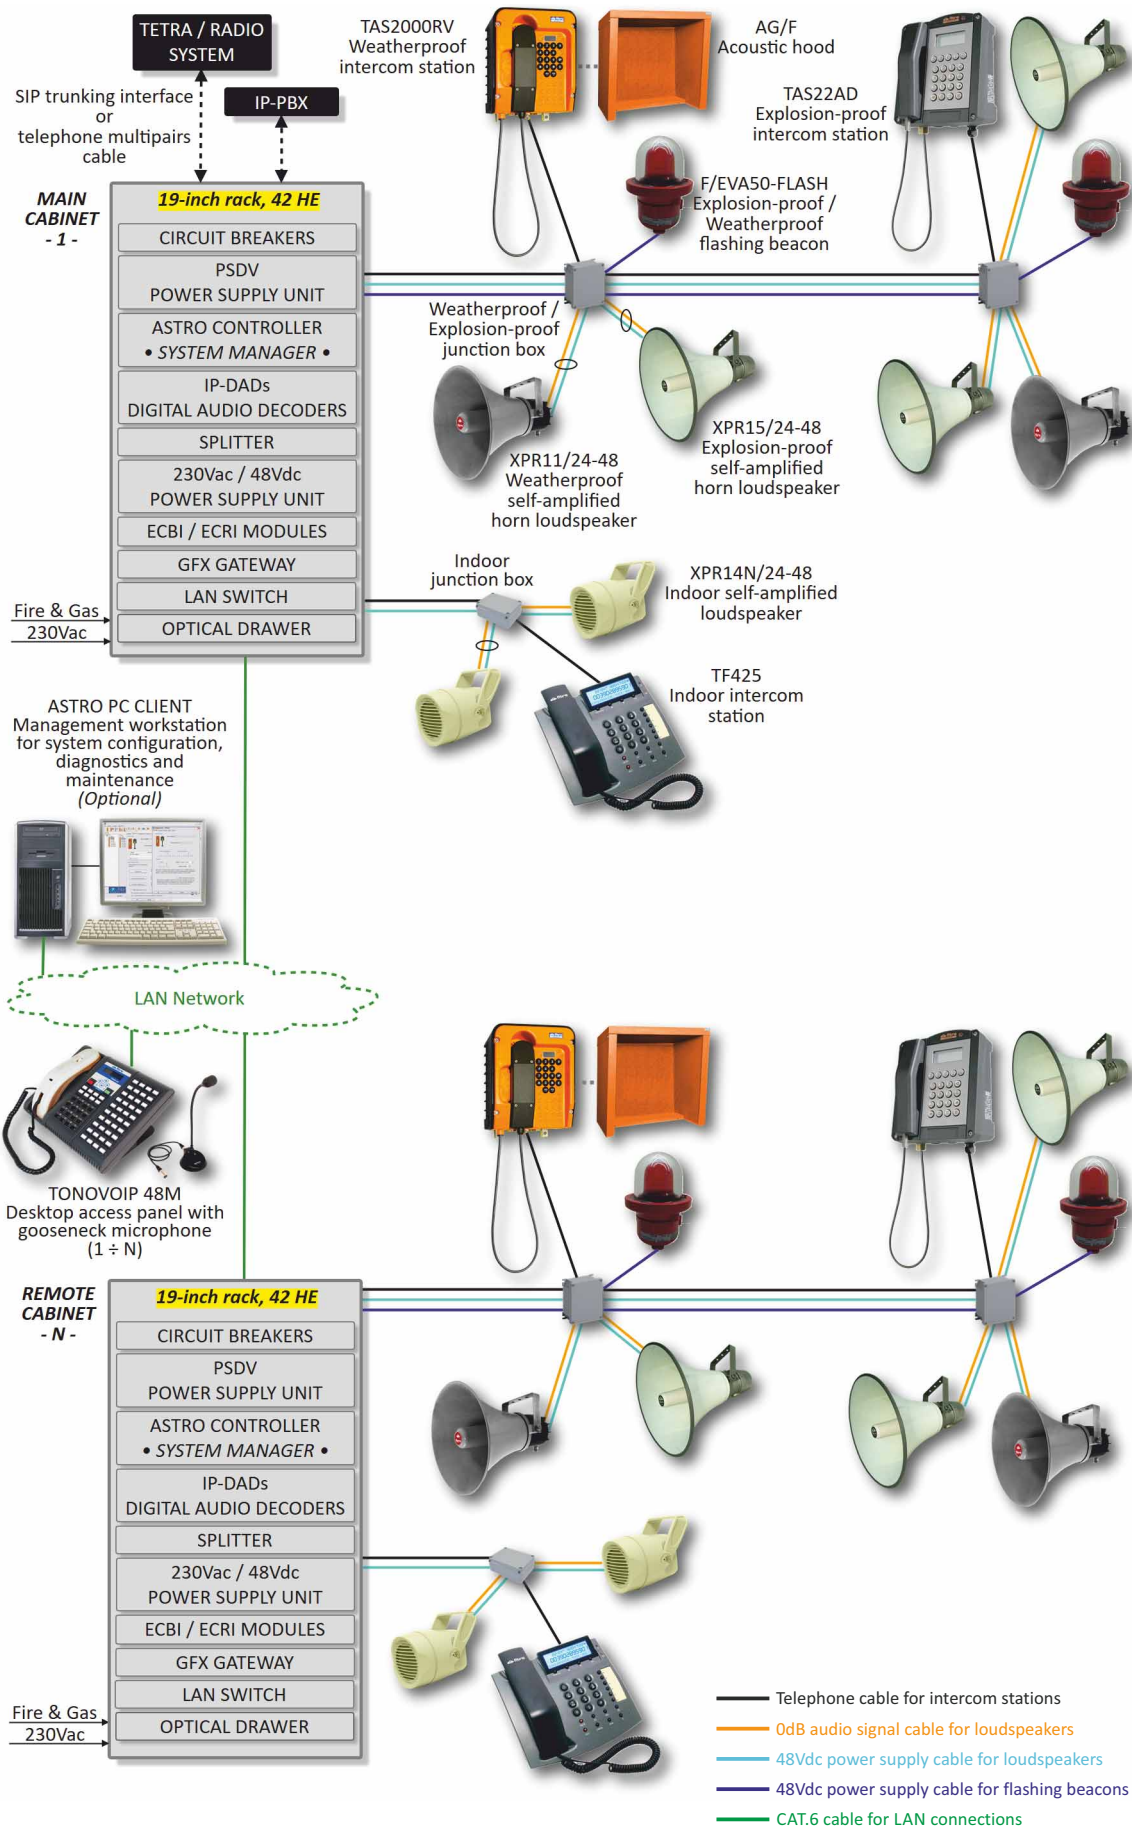 TETRA / RADIO
SYSTEM
IP-PBX
SIP trunking interface
or
telephone multipairs
cable
TAS2000RV
Weatherproof
intercom station
AG/F
Acoustic hood
TAS22AD
Explosion-proof
intercom station
F/EVA50-FLASH
Explosion-proof /
Weatherproof
flashing beacon
MAIN
CABINET
- 1 -
19-inch rack, 42 HE
CIRCUIT BREAKERS
PSDV
POWER SUPPLY UNIT
ASTRO CONTROLLER
• SYSTEM MANAGER •
IP-DADs
DIGITAL AUDIO DECODERS
SPLITTER
230Vac / 48Vdc
POWER SUPPLY UNIT
ECBI / ECRI MODULES
GFX GATEWAY
LAN SWITCH
OPTICAL DRAWER
Fire & Gas
230Vac
Weatherproof /
Explosion-proof
junction box
XPR11/24-48
Weatherproof
self-amplified
horn loudspeaker
XPR15/24-48
Explosion-proof
self-amplified
horn loudspeaker
Indoor
junction box
XPR14N/24-48
Indoor self-amplified
loudspeaker
TF425
Indoor intercom
station
ASTRO PC CLIENT
Management workstation
for system configuration,
diagnostics and
maintenance
(Optional)
LAN Network
TONOVOIP 48M
Desktop access panel with
gooseneck microphone
(1 ÷ N)
REMOTE
CABINET
- N -
19-inch rack, 42 HE
CIRCUIT BREAKERS
PSDV
POWER SUPPLY UNIT
ASTRO CONTROLLER
• SYSTEM MANAGER •
IP-DADs
DIGITAL AUDIO DECODERS
SPLITTER
230Vac / 48Vdc
POWER SUPPLY UNIT
ECBI / ECRI MODULES
GFX GATEWAY
LAN SWITCH
OPTICAL DRAWER
Fire & Gas
230Vac
Telephone cable for intercom stations
0dB audio signal cable for loudspeakers
48Vdc power supply cable for loudspeakers
48Vdc power supply cable for flashing beacons
CAT.6 cable for LAN connections